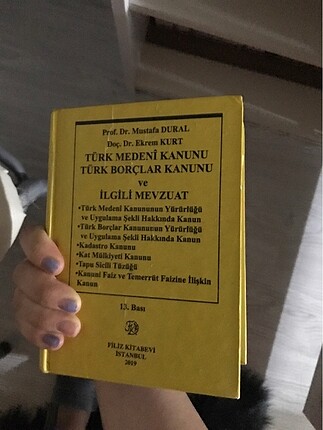 Prof. Dr. Mustafa DURAL
Doç. Dr. Ekrem KURT
TÜRK MEDENÎ KANUNU
TÜRK BORÇLAR KANUNU
ve
İLGİLİ MEVZUAT
•Türk Medeni Kanununun Yürürlüğü
ve Uygulama Şekli Hakkında Kanun
•Türk Borçlar Kanununun Yürürlüğü
ve Uygulama Şekli Hakkında Kanun
•Kadastro Kanunu
•Kat Mülkiyeti Kanunu
•Tapu Sicili Tüzüğü
•Kanuni Faiz ve Temerrüt Faizine İlişkin
Kanun
13. Bası
FİLİZ KİTABEVİ
İSTANBUL
2019